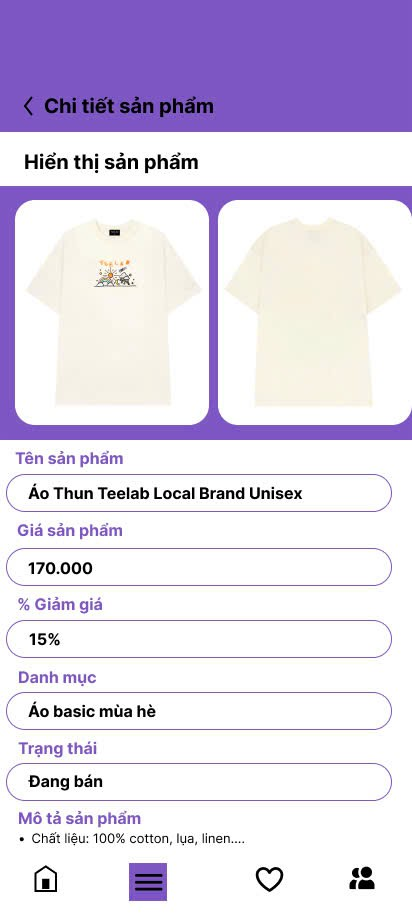 Chi tiết sản phẩm
Hiển thị sản phẩm
TEELAB
Tên sản phẩm
Áo Thun Teelab Local Brand Unisex
Giá sản phẩm
170.000
% Giảm giá
15%
Danh mục
Áo basic mùa hè
Trạng thái
Đang bán
Mô tả sản phẩm
• Chất liệu: 100% cotton, lụa, linen....